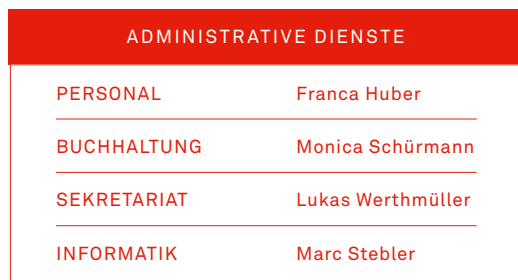 ADMINISTRATIVE DIENSTE
PERSONAL Franca Huber
BUCHHALTUNG Monica Schürmann
SEKRETARIAT Lukas Werthmüller
INFORMATIK Marc Stebler